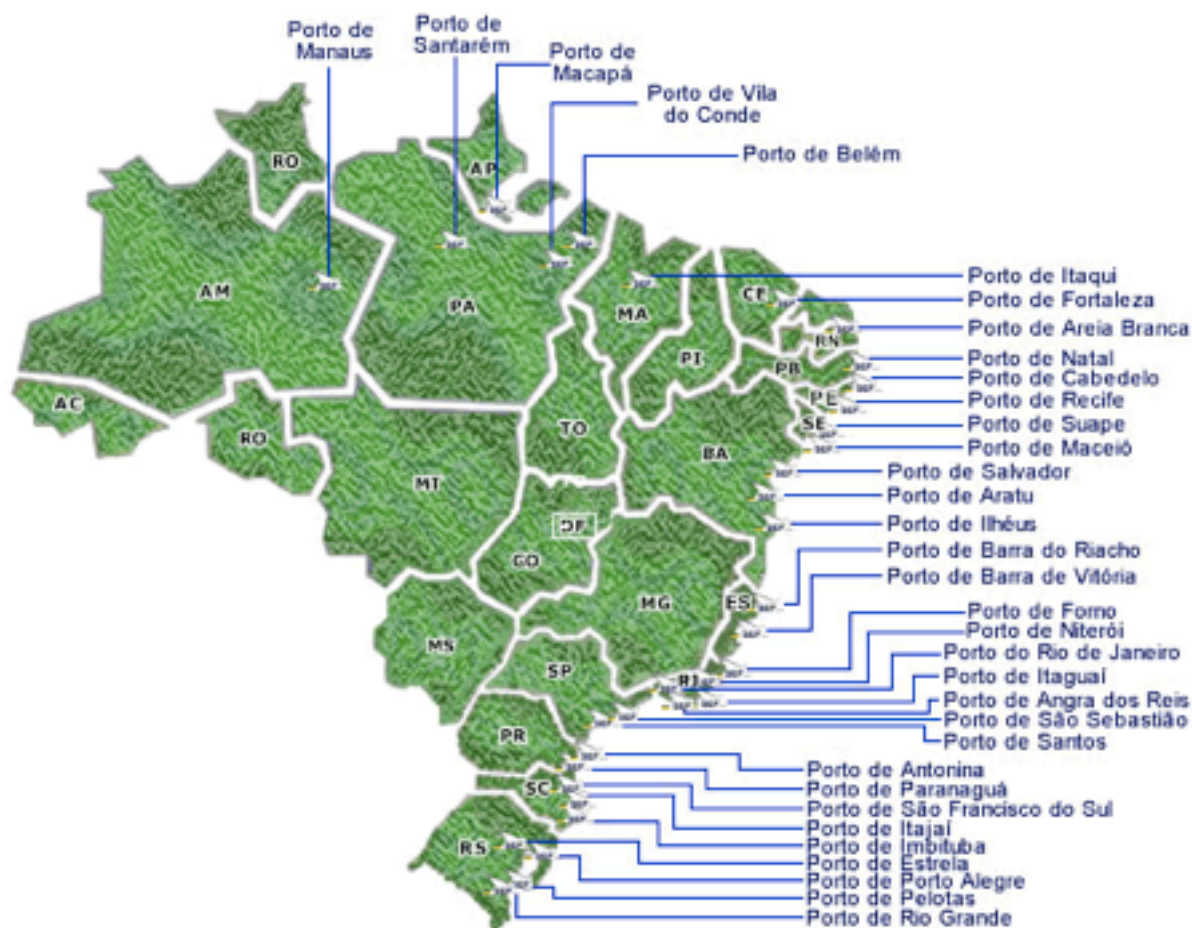 Porto de
Manaus
Porto de
Santarém
Porto de
Macapá
Porto de Vila
do Conde
Porto de Belém
RO
AP
AM
PA
MA
CE
PI
RN
PB
PE
SE
AC
RO
TO
BA
MT
DF
GO
MG
ES
MS
SP
RJ
PR
SC
RS
Porto de Itaqui
Porto de Fortaleza
Porto de Areia Branca
Porto de Natal
Porto de Cabedelo
Porto de Recife
Porto de Suape
Porto de Maceió
Porto de Salvador
Porto de Aratu
Porto de Ilhéus
Porto de Barra do Riacho
Porto de Barra de Vitória
Porto de Forno
Porto de Niterói
Porto do Rio de Janeiro
Porto de Itaguaí
Porto de Angra dos Reis
Porto de São Sebastião
Porto de Santos
Porto de Antonina
Porto de Paranaguá
Porto de São Francisco do Sul
Porto de Itajaí
Porto de Imbituba
Porto de Estrela
Porto de Porto Alegre
Porto de Pelotas
Porto de Rio Grande